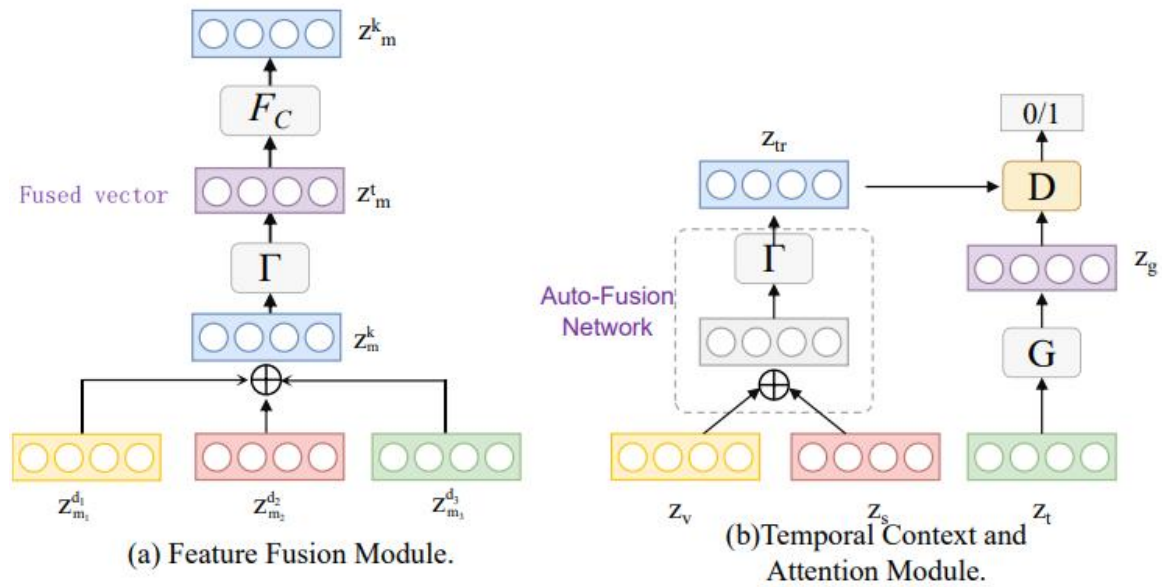 z^k_m
F_C
Fused vector
z^t_m
Γ
z^k_m
z^{d_1}_{m_1}
z^{d_2}_{m_2}
z^{d_3}_{m_3}
(a) Feature Fusion Module.
0/1
z_tr
D
Γ
z_g
Auto-Fusion
Network
G
z_v
z_s
z_t
(b)Temporal Context and
Attention Module.